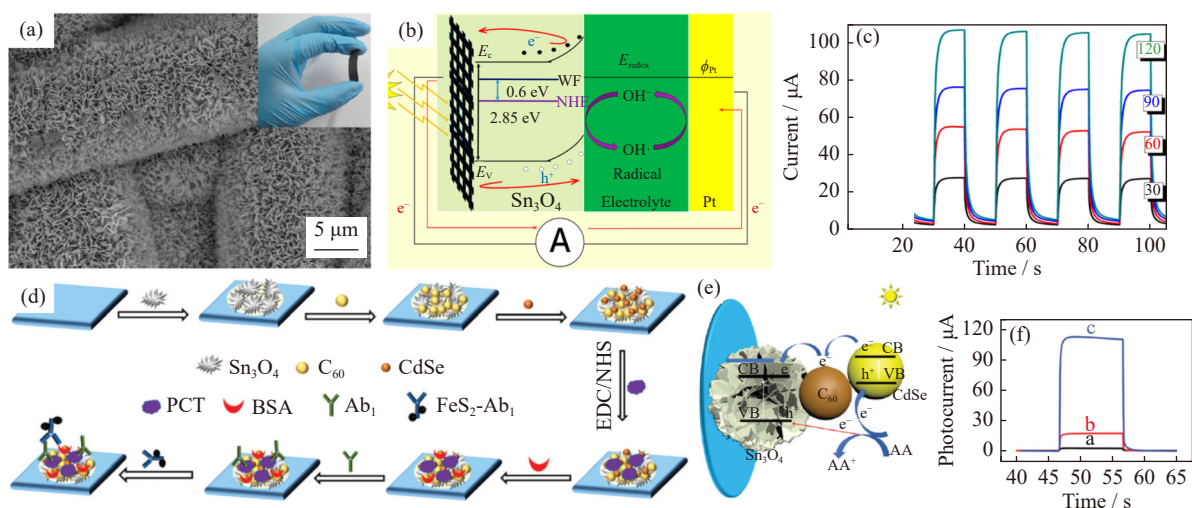 (a)
5 μm
(b)
e⁻
E_c
WF
0.6 eV
NHE
2.85 eV
E_V
h⁺
Sn₃O₄
E_redox
OH⁻
OH·
Radical
Electrolyte
ϕ_Pt
Pt
e⁻
e⁻
A
(c)
Current / μA
100
80
60
40
20
0
20
40
60
80
100
Time / s
120
90
60
30
(d)
Sn₃O₄
C₆₀
CdSe
PCT
BSA
Ab₁
FeS₂-Ab₁
EDC/NHS
(e)
e⁻
e⁻
CB
h⁺
VB
CdSe
CB
e
C₆₀
VB
h⁺
e⁻
e⁻
Sn₃O₄
AA⁺
AA
(f)
Photocurrent / μA
120
90
60
30
0
c
b
a
40
45
50
55
60
65
Time / s